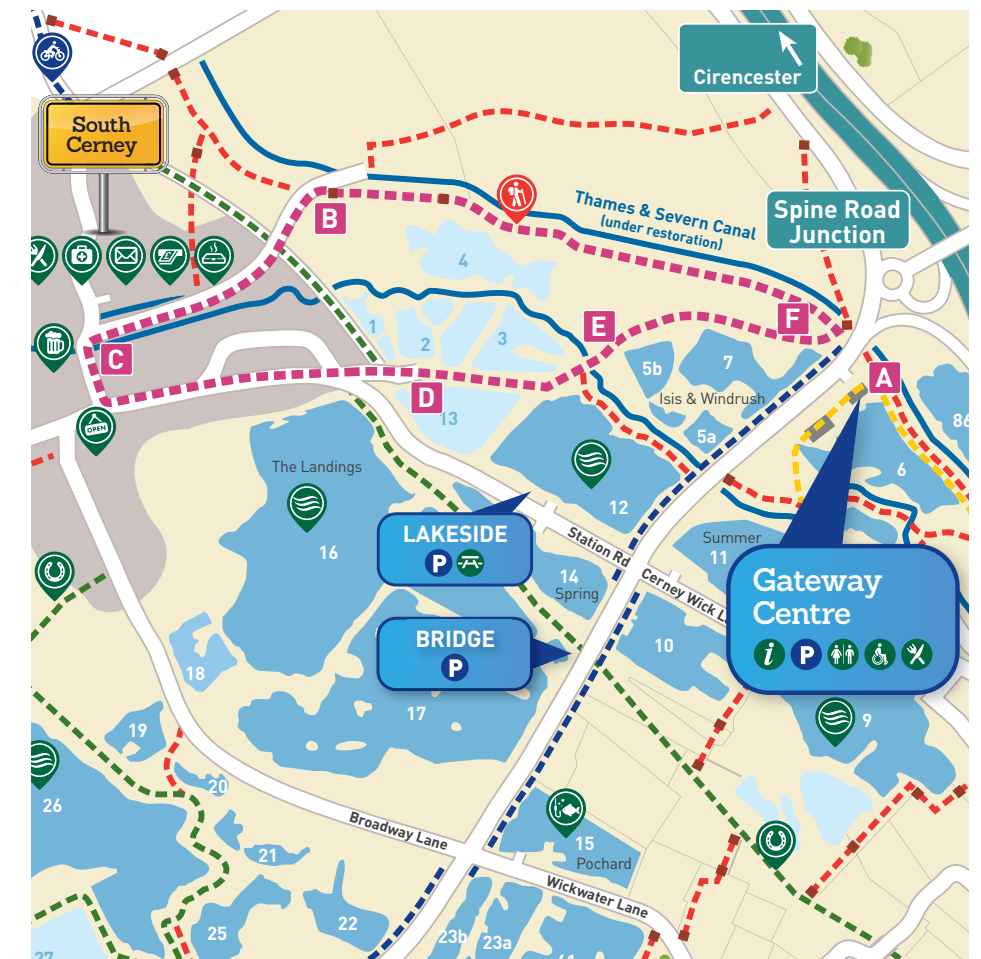 Cirencester
South
Cerney
Spine Road
Junction
Thames & Severn Canal
(under restoration)
B
4
F
E
1
2
3
C
7
5b
A
Isis & Windrush
D
13
5a
86
OPEN
6
The Landings
12
16
LAKESIDE
P
Station Rd
Summer
11
14
Spring
Cerney Wick L
Gateway
Centre
i P
BRIDGE
P
10
18
17
9
19
20
26
Broadway Lane
15
Pochard
21
Wickwater Lane
22
25
23b
23a
27